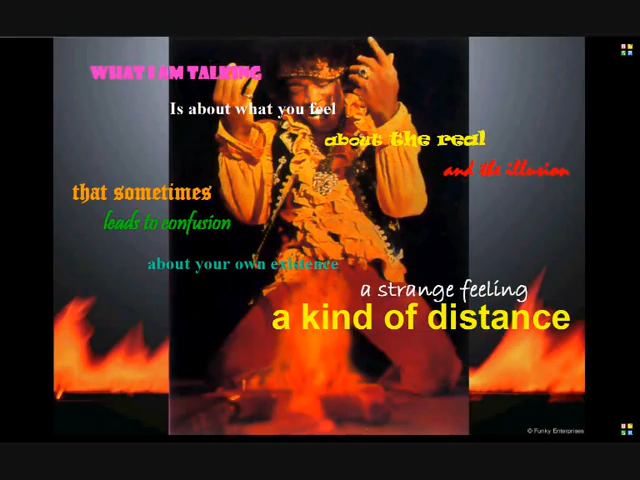 WHAT I AM TALKING
Is about what you feel
about the real
and the illusion
that sometimes
leads to confusion
about your own existence
a strange feeling
a kind of distance
© Funky Enterprises